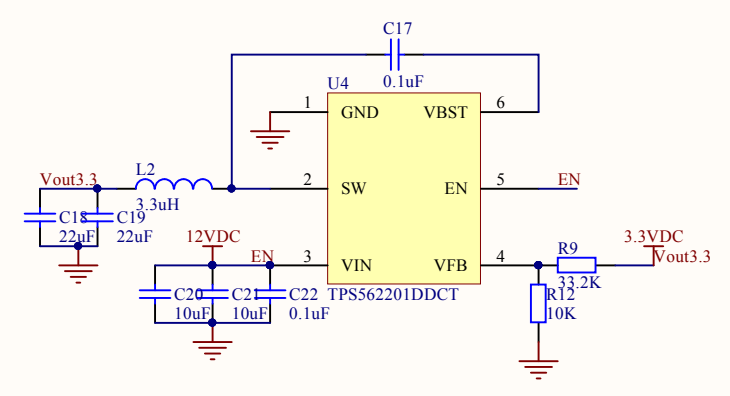 C17
0.1uF
U4
1 GND VBST 6
L2
Vout3.3
3.3uH
2 SW EN 5 EN
C18 C19
22uF 22uF
12VDC
EN
3 VIN VFB 4
R9
33.2K
3.3VDC
Vout3.3
C20 C21 C22
10uF 10uF 0.1uF
TPS562201DDCT
R12
10K